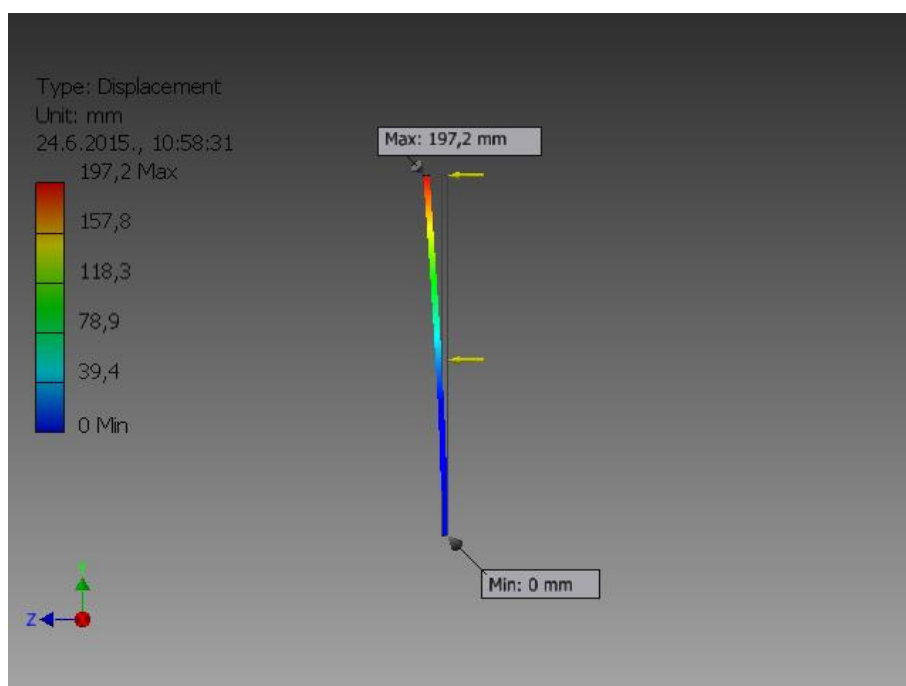 Type: Displacement
Unit: mm
24.6.2015., 10:58:31
197,2 Max
157,8
118,3
78,9
39,4
0 Min
Max: 197,2 mm
Min: 0 mm
Z